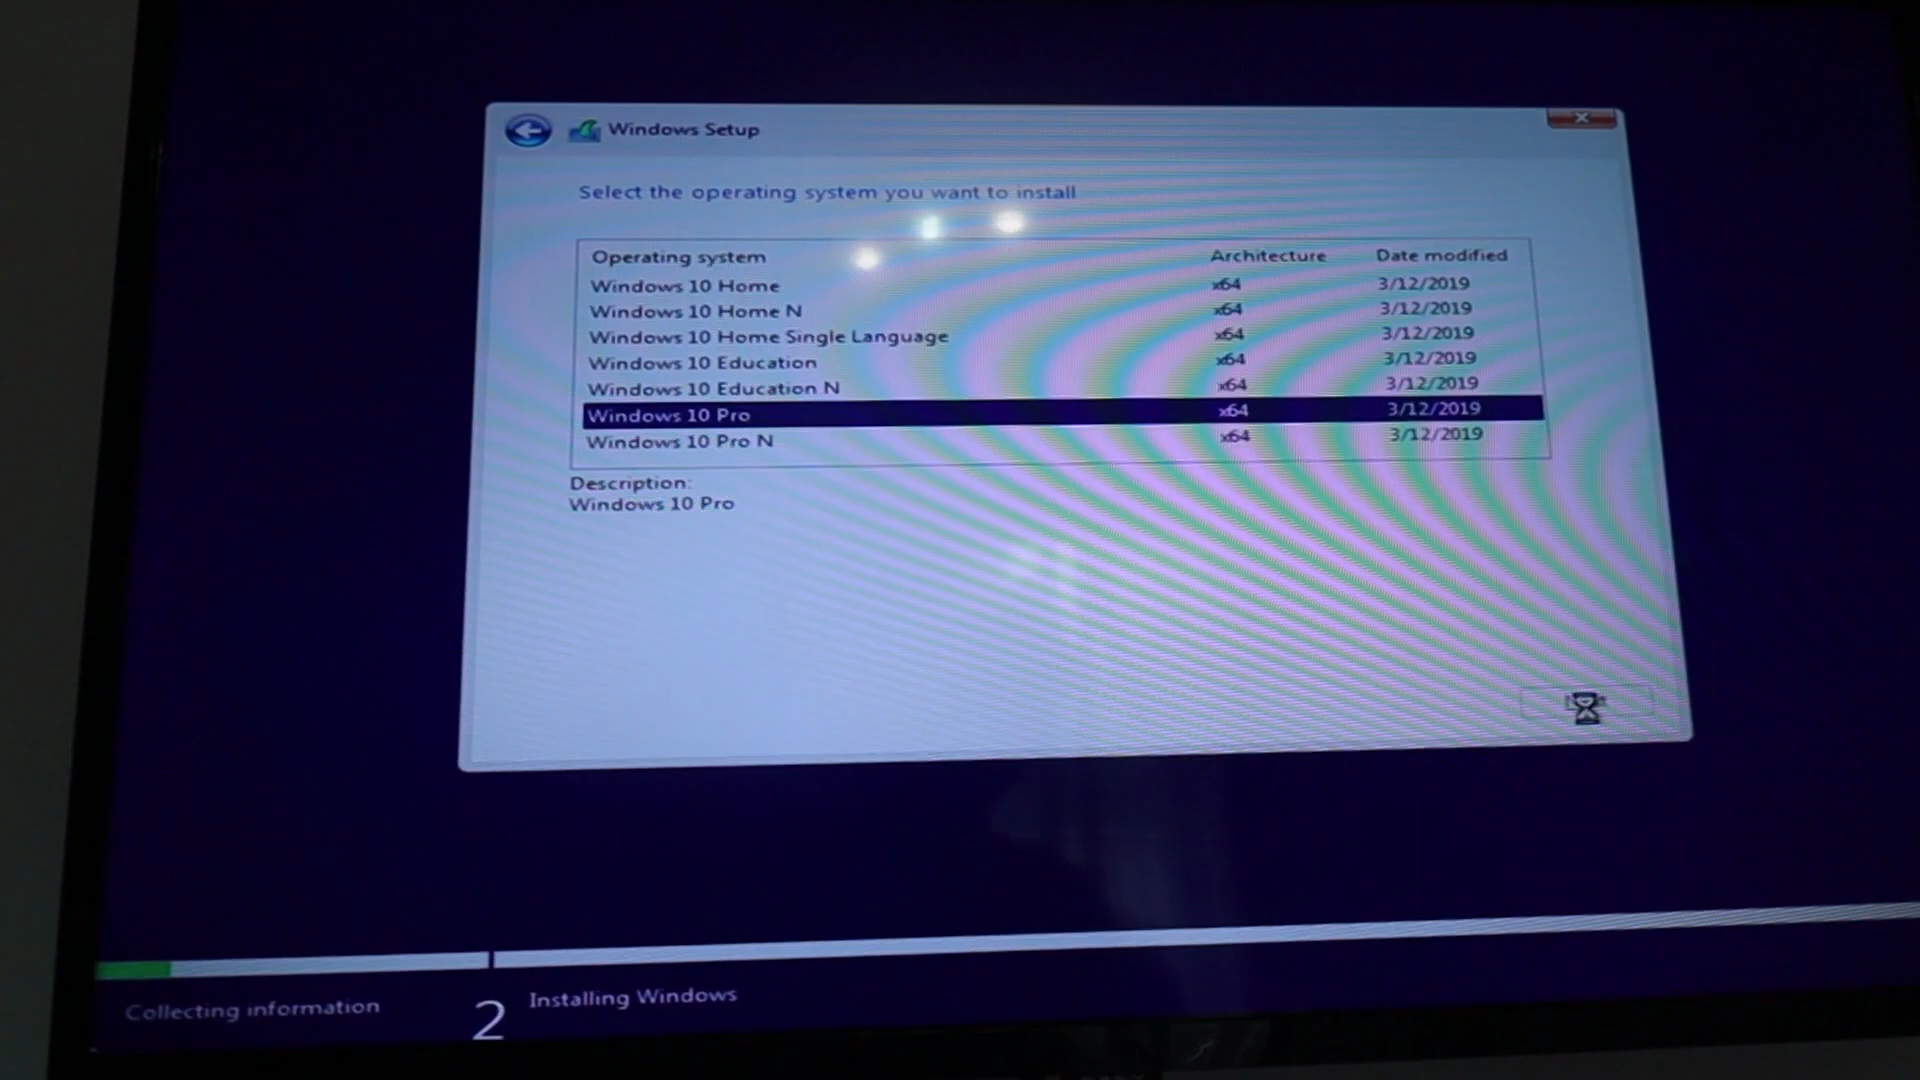 Windows Setup
Select the operating system you want to install
Operating system Architecture Date modified
Windows 10 Home x64 3/12/2019
Windows 10 Home N x64 3/12/2019
Windows 10 Home Single Language x64 3/12/2019
Windows 10 Education x64 3/12/2019
Windows 10 Education N x64 3/12/2019
Windows 10 Pro x64 3/12/2019
Windows 10 Pro N x64 3/12/2019
Description:
Windows 10 Pro
Collecting information
2 Installing Windows